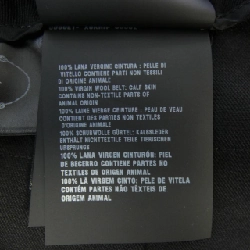 100% LANA VERGINE CINTURA : PELLE DI
VITELLO CONTIENE PARTI NON TESSILI
DI ORIGINE ANIMALE
100% VIRGIN WOOL BELT: CALF SKIN
CONTAINS NON-TEXTILE PARTS OF
ANIMAL ORIGIN
100% LAINE VIERGE CEINTURE : PEAU DE VEAU
CONTIENT DES PARTIES NON TEXTILES
D'ORIGINE ANIMALE
100% SCHURWOLLE GÜRTEL : KALBSLEDER
ENTHÄLT NICHTTEXTILE TEILE TIERISCHEN
URSPRUNGS
100% LANA VIRGEN CINTURÓN: PIEL
DE BECERRO CONTIENE PARTES NO
TEXTILES DE ORIGEN ANIMAL
100% LÃ VIRGEM CINTO: PELE DE VITELA
CONTÉM PARTES NÃO TÊXTEIS DE
ORIGEM ANIMAL